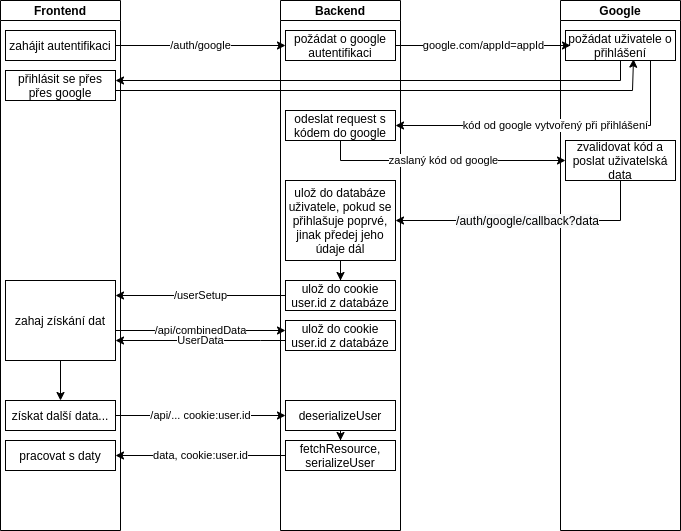 Frontend
Backend
Google
zahájit autentifikaci
/auth/google
požádat o google
autentifikaci
google.com/appId=appId
požádat uživatele o
přihlášení
přihlásit se přes
přes google
odeslat request s
kódem do google
kód od google vytvořený při přihlášení
zaslaný kód od google
zvalidovat kód a
poslat uživatelská
data
ulož do databáze
uživatele, pokud se
přihlašuje poprvé,
jinak předej jeho
údaje dál
/auth/google/callback?data
zahaj získání dat
/userSetup
ulož do cookie
user.id z databáze
/api/combinedData
UserData
ulož do cookie
user.id z databáze
získat další data...
/api/... cookie:user.id
deserializeUser
pracovat s daty
data, cookie:user.id
fetchResource,
serializeUser